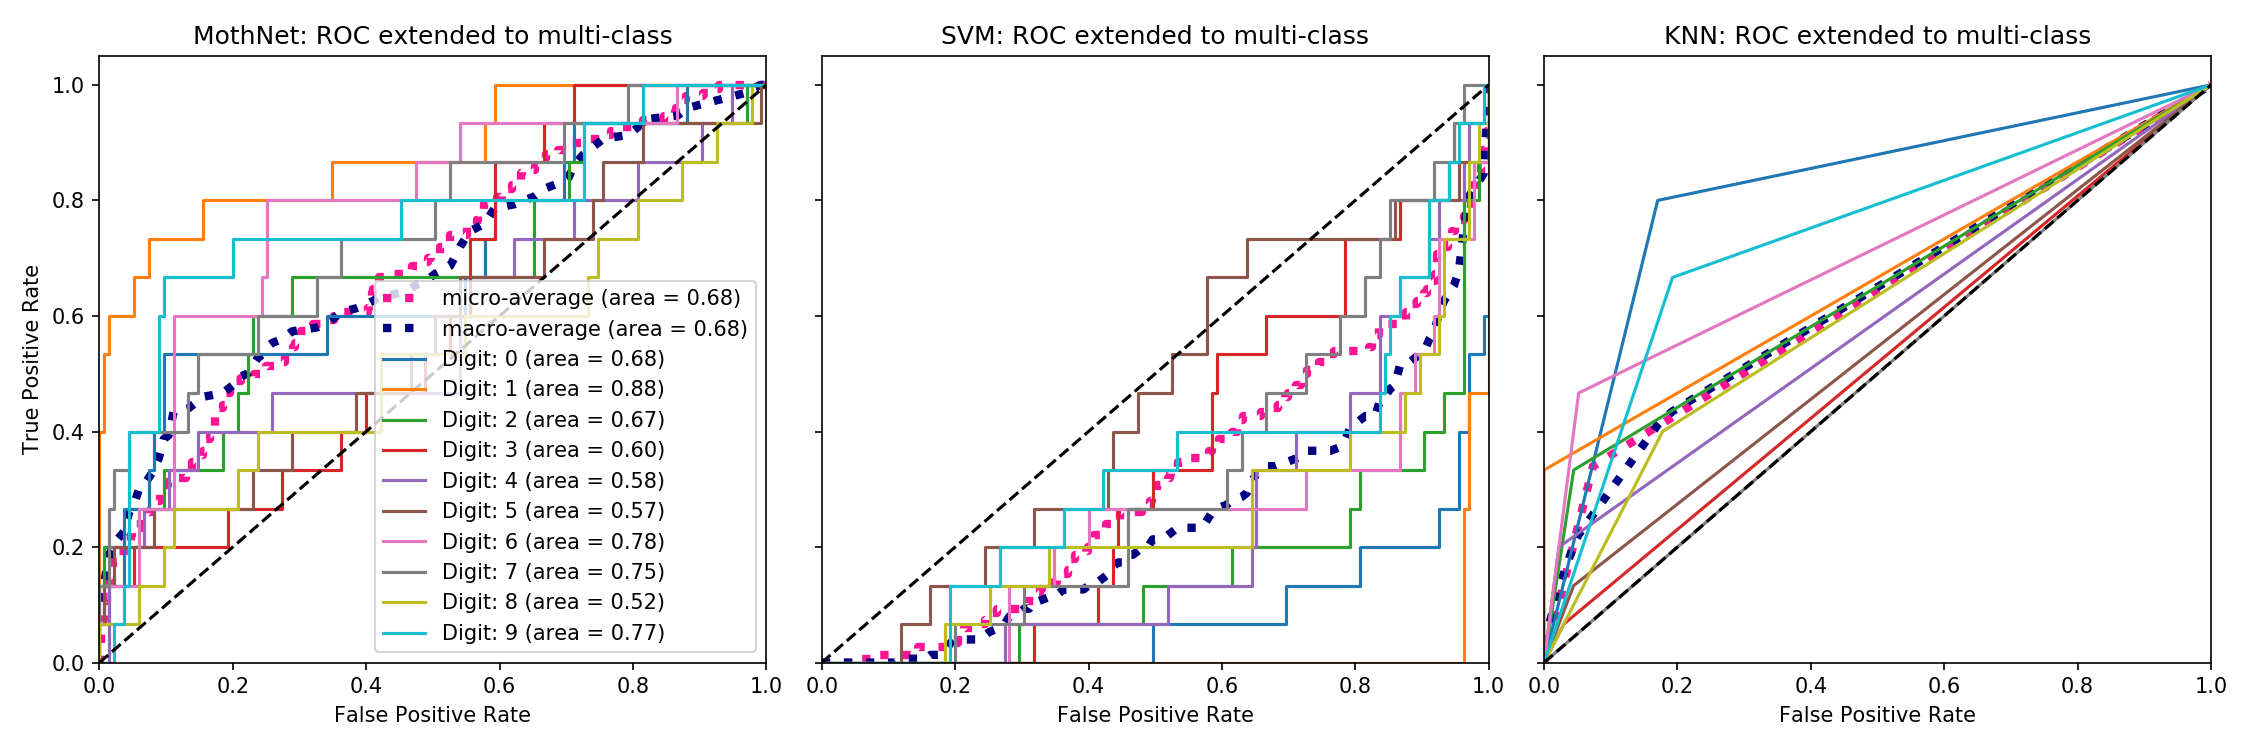 MothNet: ROC extended to multi-class
1.0
0.8
0.6
0.4
0.2
0.0
True Positive Rate
micro-average (area = 0.68)
macro-average (area = 0.68)
Digit: 0 (area = 0.68)
Digit: 1 (area = 0.88)
Digit: 2 (area = 0.67)
Digit: 3 (area = 0.60)
Digit: 4 (area = 0.58)
Digit: 5 (area = 0.57)
Digit: 6 (area = 0.78)
Digit: 7 (area = 0.75)
Digit: 8 (area = 0.52)
Digit: 9 (area = 0.77)
0.0 0.2 0.4 0.6 0.8 1.0
False Positive Rate
SVM: ROC extended to multi-class
0.0 0.2 0.4 0.6 0.8 1.0
False Positive Rate
KNN: ROC extended to multi-class
0.0 0.2 0.4 0.6 0.8 1.0
False Positive Rate